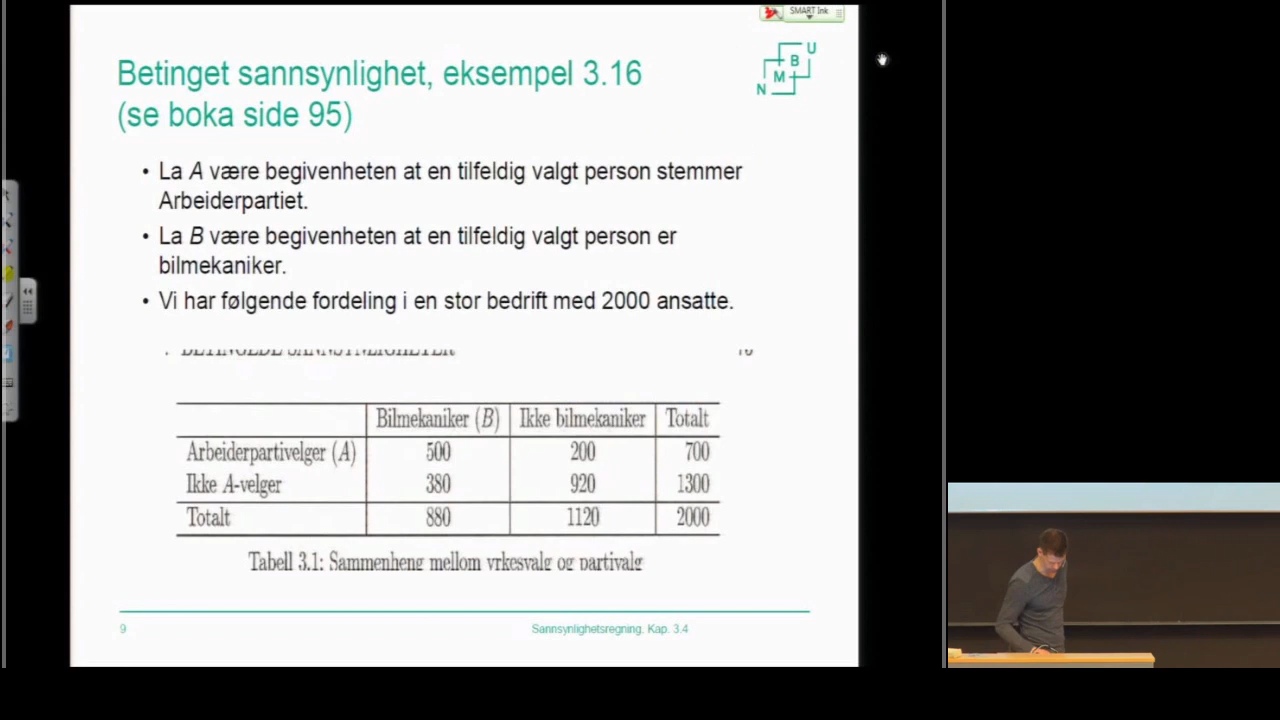 SMART Ink
Betinget sannsynlighet, eksempel 3.16
(se boka side 95)
N M B U
• La A være begivenheten at en tilfeldig valgt person stemmer
Arbeiderpartiet.
• La B være begivenheten at en tilfeldig valgt person er
bilmekaniker.
• Vi har følgende fordeling i en stor bedrift med 2000 ansatte.
BETINGEDE SANNSYNLIGHETER
Bilmekaniker (B) Ikke bilmekaniker Totalt
Arbeiderpartivelger (A) 500 200 700
Ikke A-velger 380 920 1300
Totalt 880 1120 2000
Tabell 3.1: Sammenheng mellom yrkesvalg og partivalg
9 Sannsynlighetsregning, Kap. 3.4